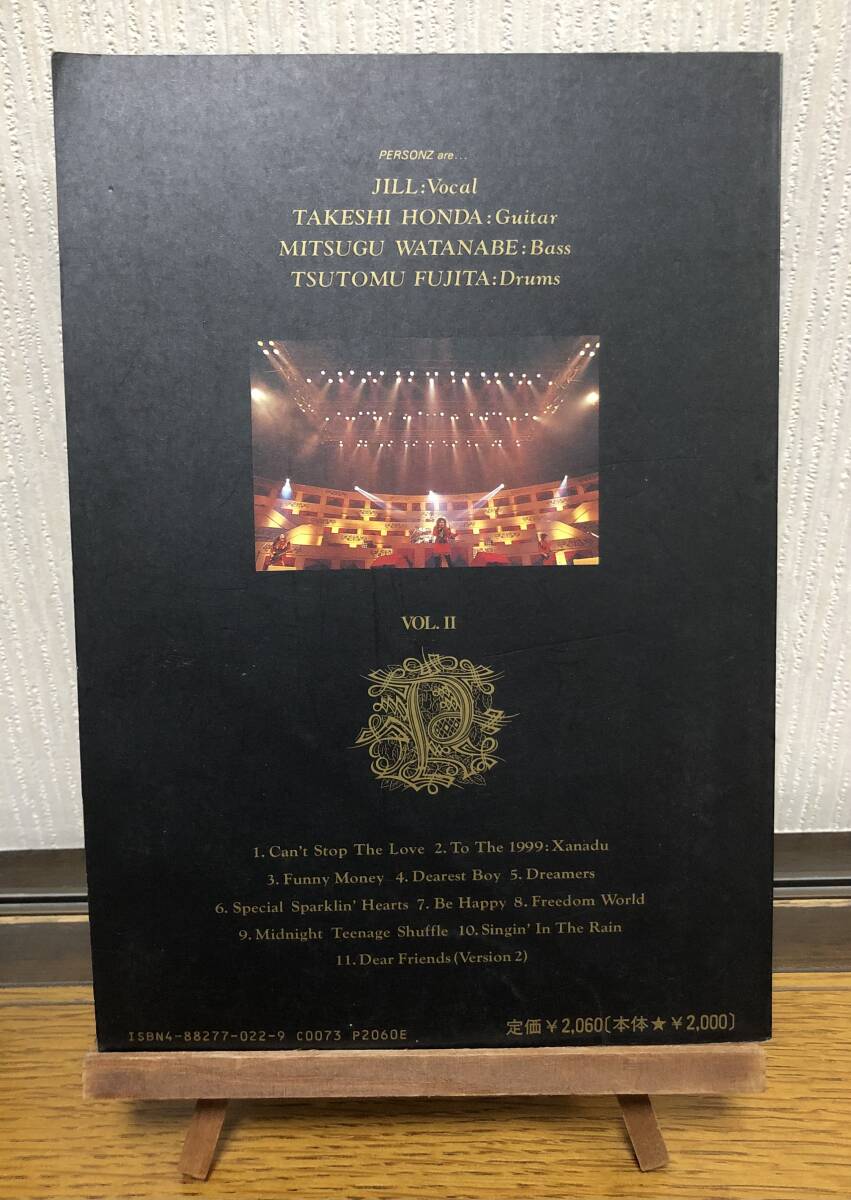 PERSONZ are...
JILL:Vocal
TAKESHI HONDA:Guitar
MITSUGU WATANABE:Bass
TSUTOMU FUJITA:Drums
VOL. II
P
1. Can't Stop The Love 2. To The 1999:Xanadu
3. Funny Money 4. Dearest Boy 5. Dreamers
6. Special Sparklin' Hearts 7. Be Happy 8. Freedom World
9. Midnight Teenage Shuffle 10. Singin' In The Rain
11. Dear Friends (Version 2)
ISBN4-88277-022-9 C0073 P2060E
定価￥2,060〔本体★￥2,000〕